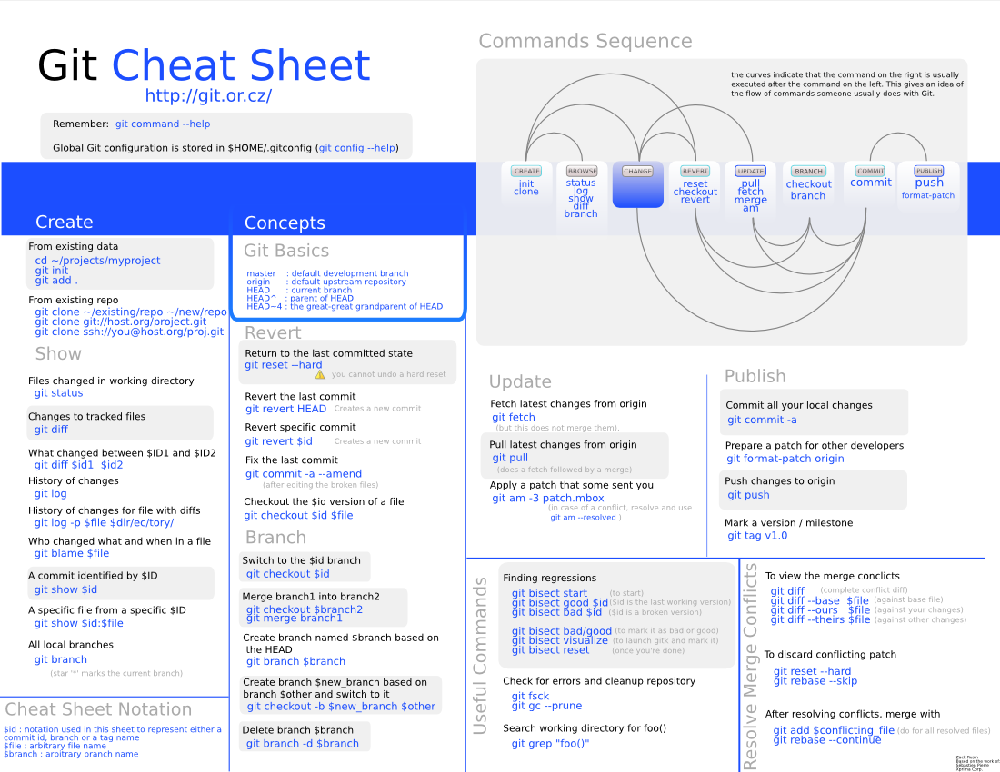 Git Cheat Sheet
http://git.or.cz/
Remember: git command --help
Global Git configuration is stored in $HOME/.gitconfig (git config --help)
Commands Sequence
the curves indicate that the command on the right is usually
executed after the command on the left. This gives an idea of
the flow of commands someone usually does with Git.
CREATE
init
clone
BROWSE
status
log
show
diff
branch
CHANGE
REVERT
reset
checkout
revert
UPDATE
pull
fetch
merge
am
BRANCH
checkout
branch
COMMIT
commit
PUBLISH
push
format-patch
Create
From existing data
cd ~/projects/myproject
git init
git add .
From existing repo
git clone ~/existing/repo ~/new/repo
git clone git://host.org/project.git
git clone ssh://you@host.org/proj.git
Show
Files changed in working directory
git status
Changes to tracked files
git diff
What changed between $ID1 and $ID2
git diff $id1 $id2
History of changes
git log
History of changes for file with diffs
git log -p $file $dir/ec/tory/
Who changed what and when in a file
git blame $file
A commit identified by $ID
git show $id
A specific file from a specific $ID
git show $id:$file
All local branches
git branch
(star '*' marks the current branch)
Cheat Sheet Notation
$id : notation used in this sheet to represent either a
commit id, branch or a tag name
$file : arbitrary file name
$branch : arbitrary branch name
Concepts
Git Basics
master : default development branch
origin : default upstream repository
HEAD : current branch
HEAD^ : parent of HEAD
HEAD~4 : the great-great grandparent of HEAD
Revert
Return to the last committed state
git reset --hard
you cannot undo a hard reset
Revert the last commit
git revert HEAD Creates a new commit
Revert specific commit
git revert $id Creates a new commit
Fix the last commit
git commit -a --amend
(after editing the broken files)
Checkout the $id version of a file
git checkout $id $file
Branch
Switch to the $id branch
git checkout $id
Merge branch1 into branch2
git checkout $branch2
git merge branch1
Create branch named $branch based on
the HEAD
git branch $branch
Create branch $new_branch based on
branch $other and switch to it
git checkout -b $new_branch $other
Delete branch $branch
git branch -d $branch
Update
Fetch latest changes from origin
git fetch
(but this does not merge them).
Pull latest changes from origin
git pull
(does a fetch followed by a merge)
Apply a patch that some sent you
git am -3 patch.mbox
(in case of a conflict, resolve and use
git am --resolved )
Publish
Commit all your local changes
git commit -a
Prepare a patch for other developers
git format-patch origin
Push changes to origin
git push
Mark a version / milestone
git tag v1.0
Useful Commands
Finding regressions
git bisect start (to start)
git bisect good $id ($id is the last working version)
git bisect bad $id ($id is a broken version)
git bisect bad/good (to mark it as bad or good)
git bisect visualize (to launch gitk and mark it)
git bisect reset (once you're done)
Check for errors and cleanup repository
git fsck
git gc --prune
Search working directory for foo()
git grep "foo()"
Resolve Merge Conflicts
To view the merge conclicts
git diff (complete conflict diff)
git diff --base $file (against base file)
git diff --ours $file (against your changes)
git diff --theirs $file (against other changes)
To discard conflicting patch
git reset --hard
git rebase --skip
After resolving conflicts, merge with
git add $conflicting_file (do for all resolved files)
git rebase --continue
Zack Rusin
Based on the work of:
Sébastien Pierre
Xprima Corp.